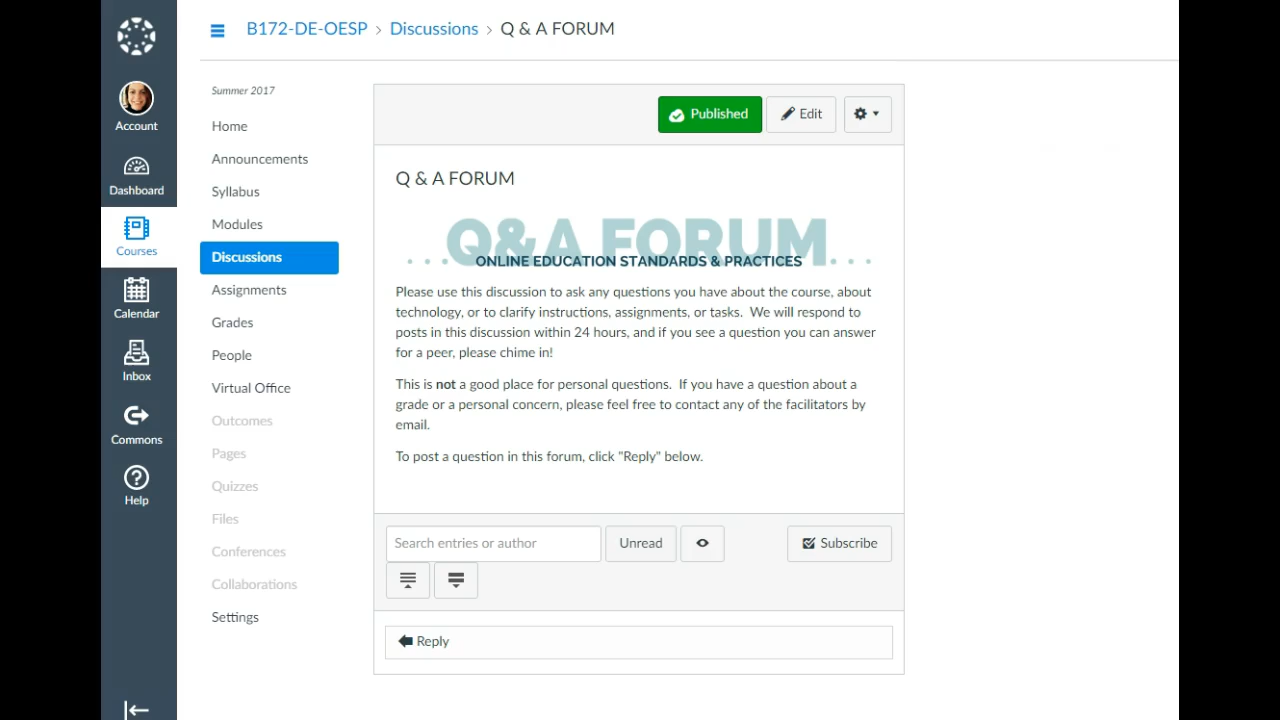 B172-DE-OESP › Discussions › Q & A FORUM
Account
Dashboard
Courses
Calendar
Inbox
Commons
Help
Summer 2017
Home
Announcements
Syllabus
Modules
Discussions
Assignments
Grades
People
Virtual Office
Outcomes
Pages
Quizzes
Files
Conferences
Collaborations
Settings
Published
Edit
Q & A FORUM
...Q&A FORUM...
ONLINE EDUCATION STANDARDS & PRACTICES
Please use this discussion to ask any questions you have about the course, about
technology, or to clarify instructions, assignments, or tasks.  We will respond to
posts in this discussion within 24 hours, and if you see a question you can answer
for a peer, please chime in!
This is not a good place for personal questions.  If you have a question about a
grade or a personal concern, please feel free to contact any of the facilitators by
email.
To post a question in this forum, click "Reply" below.
Search entries or author
Unread
Subscribe
Reply